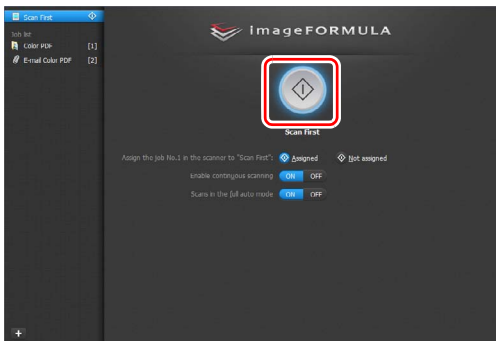 Scan First
Job list
Color PDF [1]
E-mail Color PDF [2]
imageFORMULA
Scan First
Assign the job No.1 in the scanner to "Scan First": Assigned Not assigned
Enable continuous scanning ON OFF
Scans in the full auto mode ON OFF
+